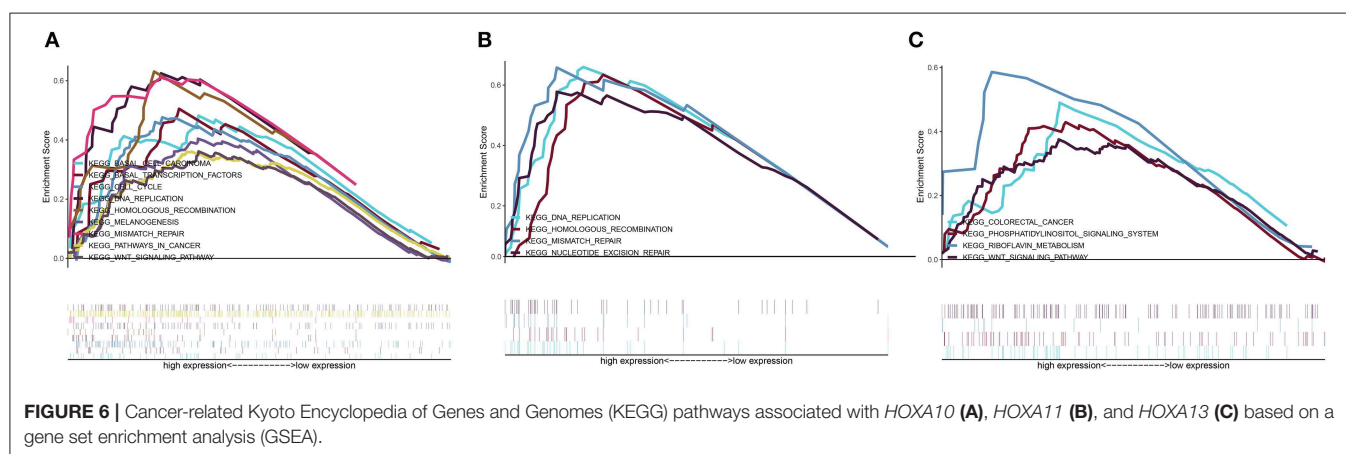 A
B
C
Enrichment Score
0.6
0.4
0.2
0.0
KEGG_BASAL_CELL_CARCINOMA
KEGG_BASAL_TRANSCRIPTION_FACTORS
KEGG_CELL_CYCLE
KEGG_DNA_REPLICATION
KEGG_HOMOLOGOUS_RECOMBINATION
KEGG_MELANOGENESIS
KEGG_MISMATCH_REPAIR
KEGG_PATHWAYS_IN_CANCER
KEGG_WNT_SIGNALING_PATHWAY
high expression<------------->low expression
Enrichment Score
0.6
0.4
0.2
0.0
KEGG_DNA_REPLICATION
KEGG_HOMOLOGOUS_RECOMBINATION
KEGG_MISMATCH_REPAIR
KEGG_NUCLEOTIDE_EXCISION_REPAIR
high expression<------------->low expression
Enrichment Score
0.6
0.4
0.2
0.0
KEGG_COLORECTAL_CANCER
KEGG_PHOSPHATIDYLINOSITOL_SIGNALING_SYSTEM
KEGG_RIBOFLAVIN_METABOLISM
KEGG_WNT_SIGNALING_PATHWAY
high expression<------------->low expression
FIGURE 6 | Cancer-related Kyoto Encyclopedia of Genes and Genomes (KEGG) pathways associated with HOXA10 (A), HOXA11 (B), and HOXA13 (C) based on a
gene set enrichment analysis (GSEA).